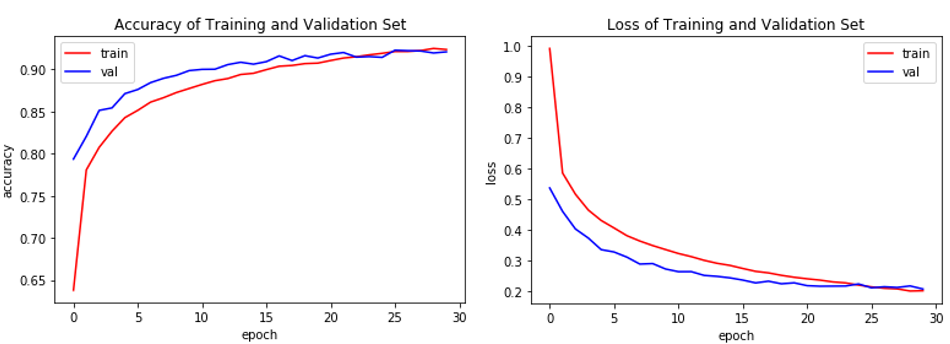 Accuracy of Training and Validation Set
train
val
0.90
0.85
0.80
0.75
0.70
0.65
accuracy
0
5
10
15
20
25
30
epoch
Loss of Training and Validation Set
train
val
1.0
0.9
0.8
0.7
0.6
0.5
0.4
0.3
0.2
loss
0
5
10
15
20
25
30
epoch